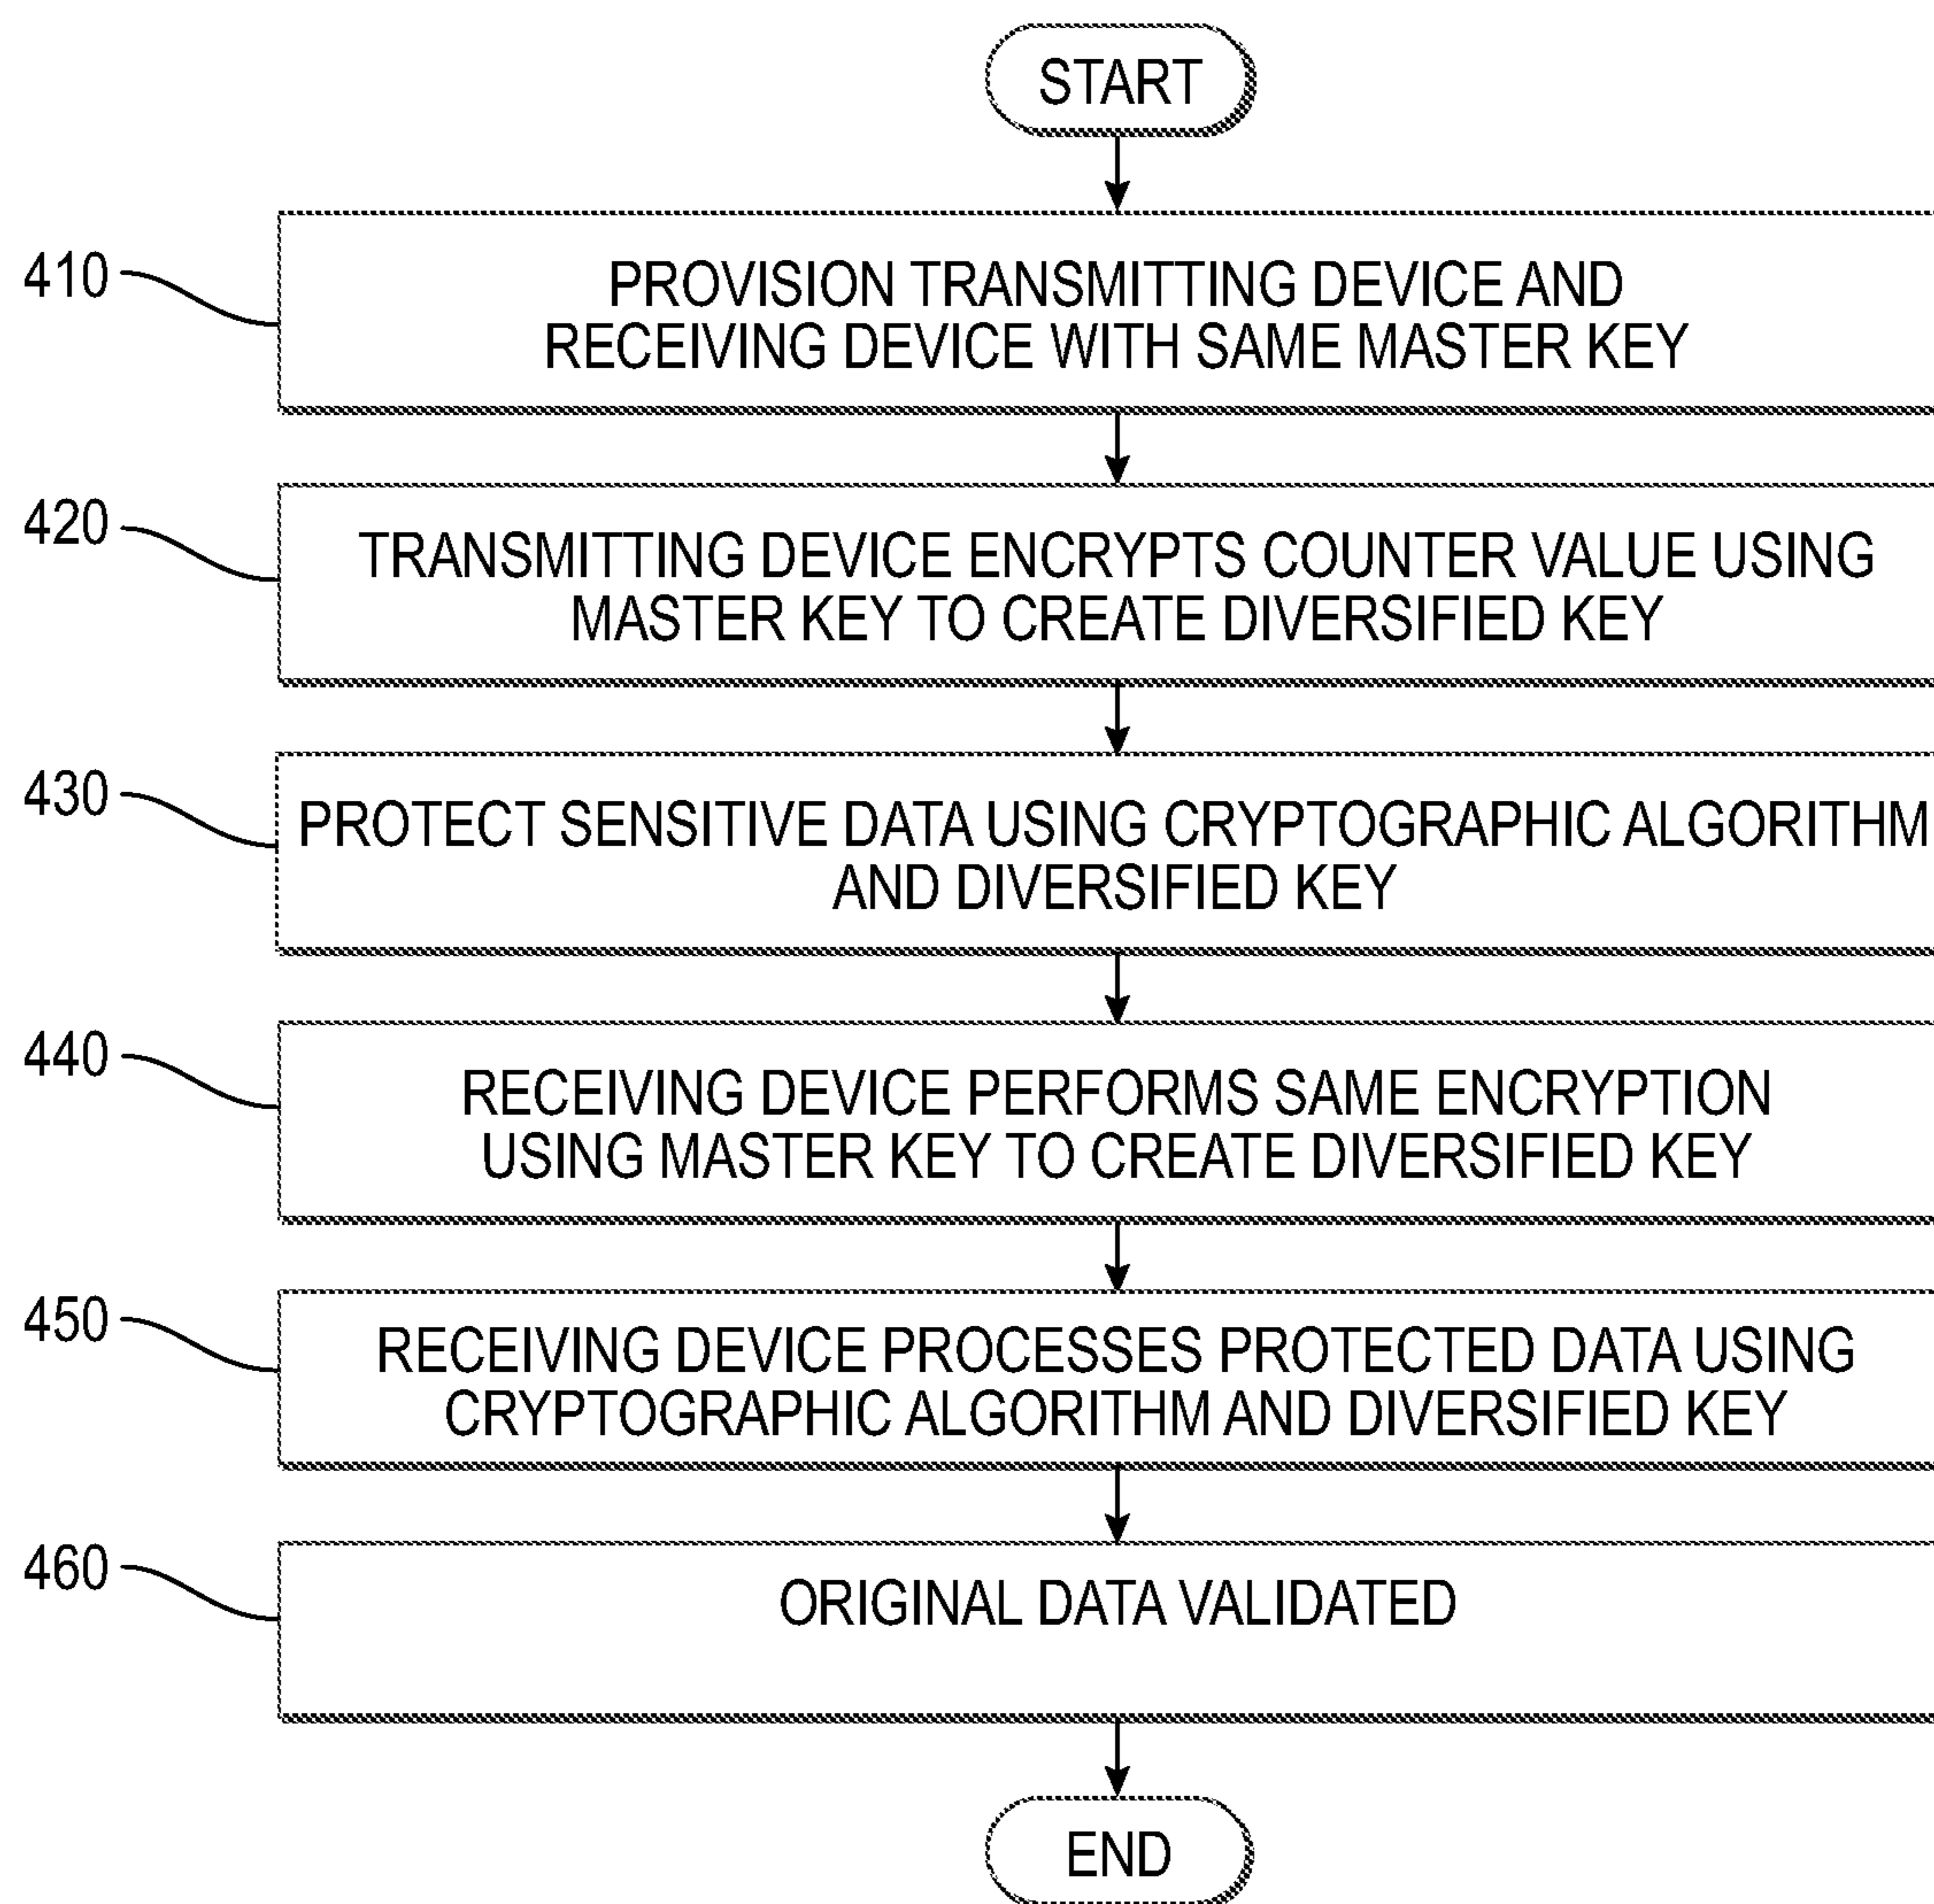 START
410
PROVISION TRANSMITTING DEVICE AND
RECEIVING DEVICE WITH SAME MASTER KEY
420
TRANSMITTING DEVICE ENCRYPTS COUNTER VALUE USING
MASTER KEY TO CREATE DIVERSIFIED KEY
430
PROTECT SENSITIVE DATA USING CRYPTOGRAPHIC ALGORITHM
AND DIVERSIFIED KEY
440
RECEIVING DEVICE PERFORMS SAME ENCRYPTION
USING MASTER KEY TO CREATE DIVERSIFIED KEY
450
RECEIVING DEVICE PROCESSES PROTECTED DATA USING
CRYPTOGRAPHIC ALGORITHM AND DIVERSIFIED KEY
460
ORIGINAL DATA VALIDATED
END